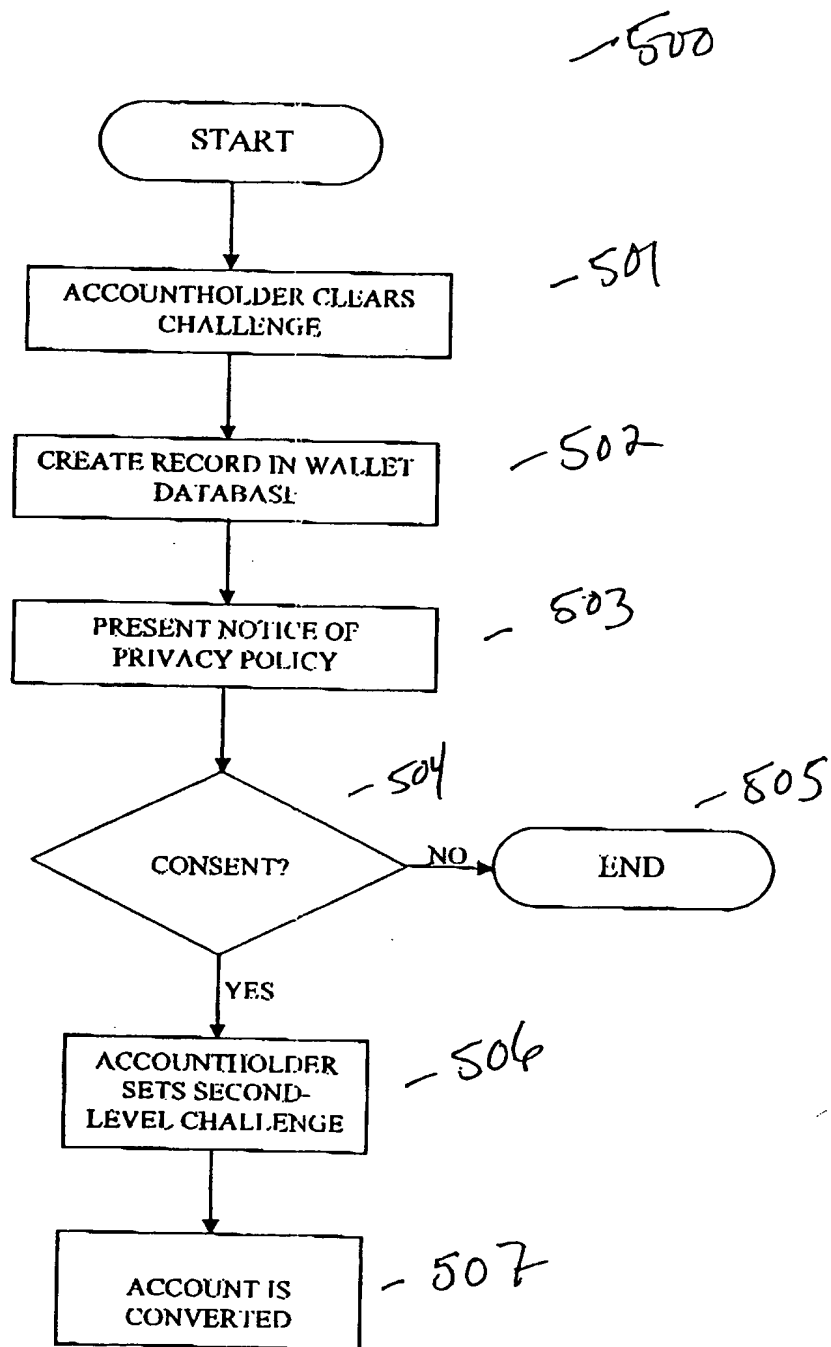 500
START
501
ACCOUNTHOLDER CLEARS
CHALLENGE
502
CREATE RECORD IN WALLET
DATABASE
503
PRESENT NOTICE OF
PRIVACY POLICY
504
505
CONSENT?
NO
END
YES
506
ACCOUNTHOLDER
SETS SECOND-
LEVEL CHALLENGE
507
ACCOUNT IS
CONVERTED